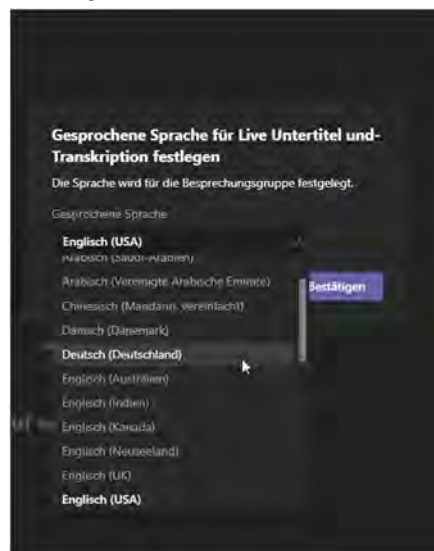 Gesprochene Sprache für Live Untertitel und-
Transkription festlegen
Die Sprache wird für die Besprechungsgruppe festgelegt.
Gesprochene Sprache
Englisch (USA)
Arabisch (Saudi-Arabien)
Arabisch (Vereinigte Arabische Emirate)
Bestätigen
Chinesisch (Mandarin, vereinfacht)
Dänisch (Dänemark)
Deutsch (Deutschland)
Englisch (Australien)
Englisch (Indien)
Englisch (Kanada)
Englisch (Neuseeland)
Englisch (UK)
Englisch (USA)